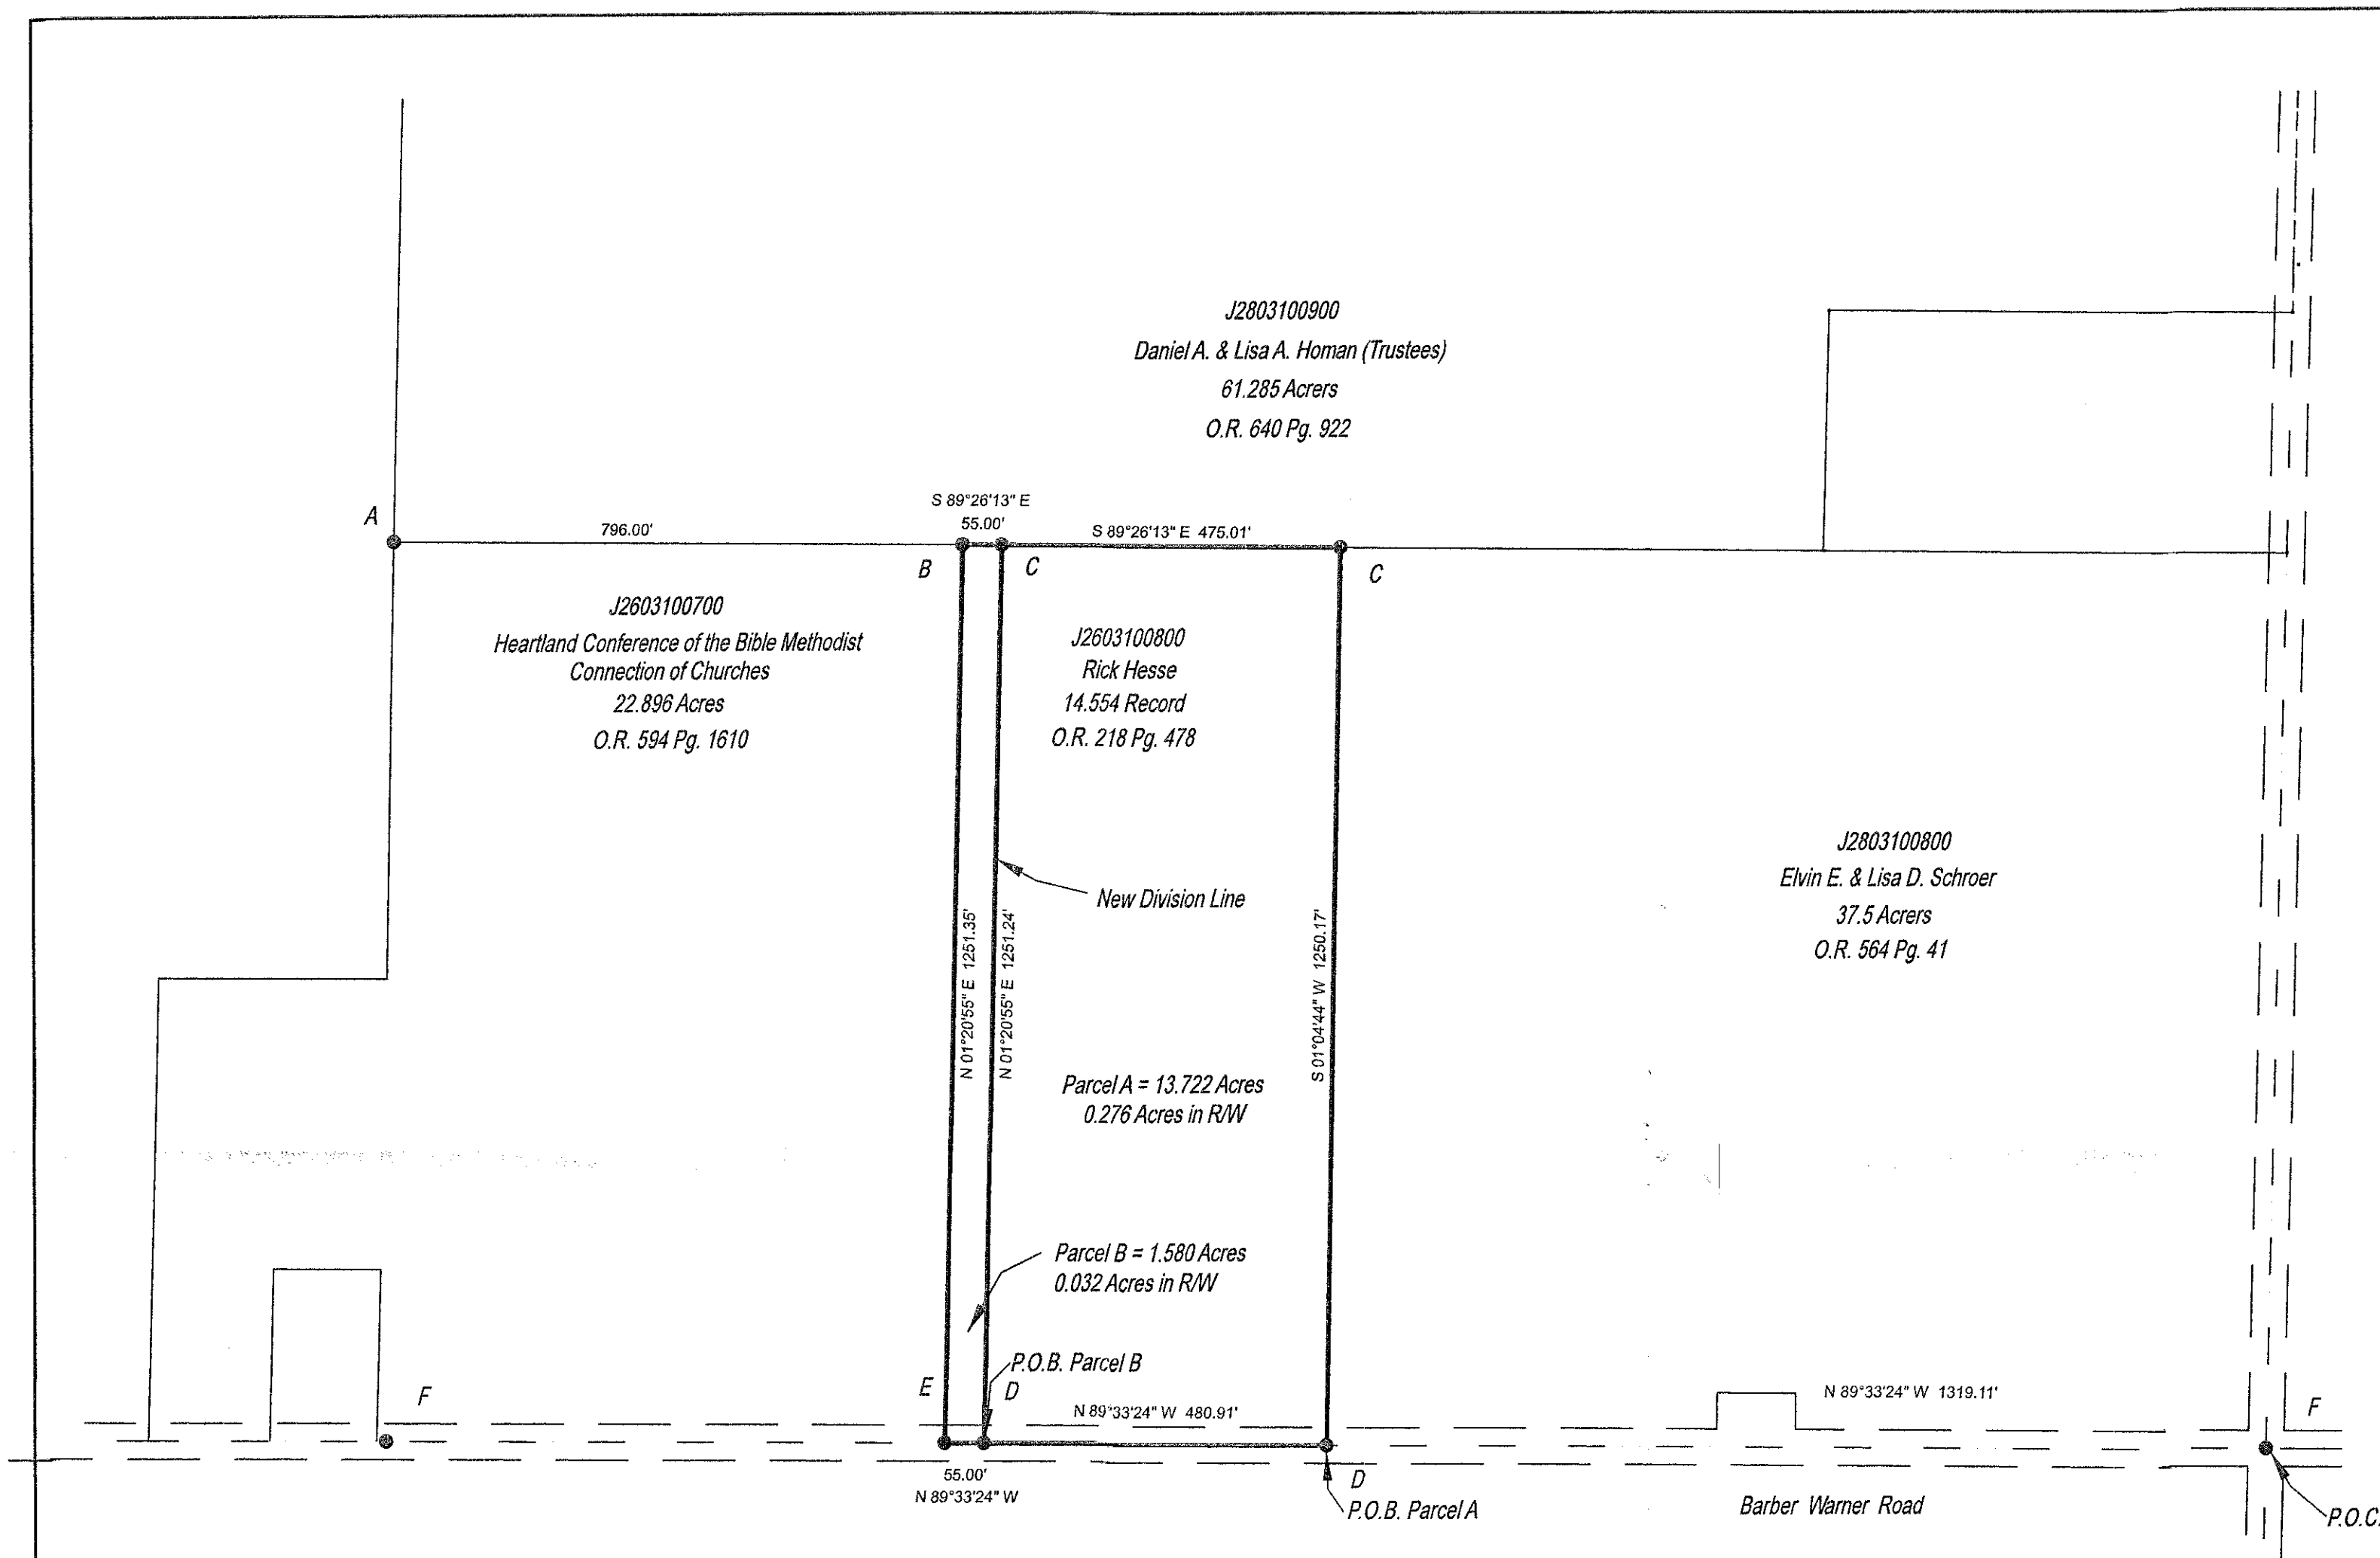 J2803100900
Daniel A. & Lisa A. Homan (Trustees)
61.285 Acrers
O.R. 640 Pg. 922
S 89°26'13" E
A
796.00'
55.00'
S 89°26'13" E 475.01'
B
C
C
J2603100700
Heartland Conference of the Bible Methodist
Connection of Churches
22.896 Acres
O.R. 594 Pg. 1610
J2603100800
Rick Hesse
14.554 Record
O.R. 218 Pg. 478
J2803100800
Elvin E. & Lisa D. Schroer
37.5 Acrers
O.R. 564 Pg. 41
New Division Line
N 01°20'55" E 1251.35'
N 01°20'55" E 1251.24'
S 01°04'44" W 1250.17'
Parcel A = 13.722 Acres
0.276 Acres in R/W
Parcel B = 1.580 Acres
0.032 Acres in R/W
P.O.B. Parcel B
F
E
D
N 89°33'24" W 480.91'
N 89°33'24" W 1319.11'
F
55.00'
N 89°33'24" W
D
P.O.B. Parcel A
Barber Warner Road
P.O.C.